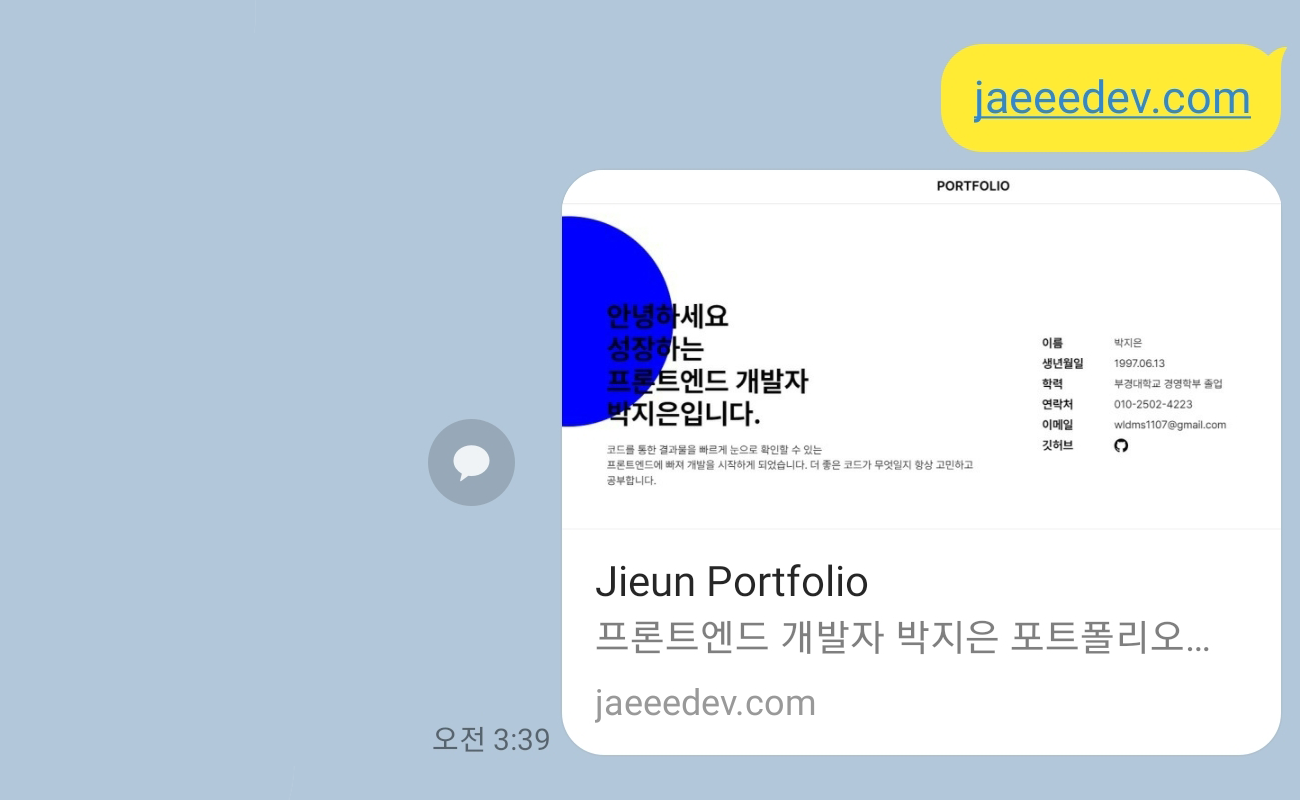 jaeeedev.com
PORTFOLIO
안녕하세요
성장하는
프론트엔드 개발자
박지은입니다.
코드를 통한 결과물을 빠르게 눈으로 확인할 수 있는
프론트엔드에 빠져 개발을 시작하게 되었습니다. 더 좋은 코드가 무엇일지 항상 고민하고
공부합니다.
이름 박지은
생년월일 1997.06.13
학력 부경대학교 경영학부 졸업
연락처 010-2502-4223
이메일 wldms1107@gmail.com
깃허브
Jieun Portfolio
프론트엔드 개발자 박지은 포트폴리오...
jaeeedev.com
오전 3:39